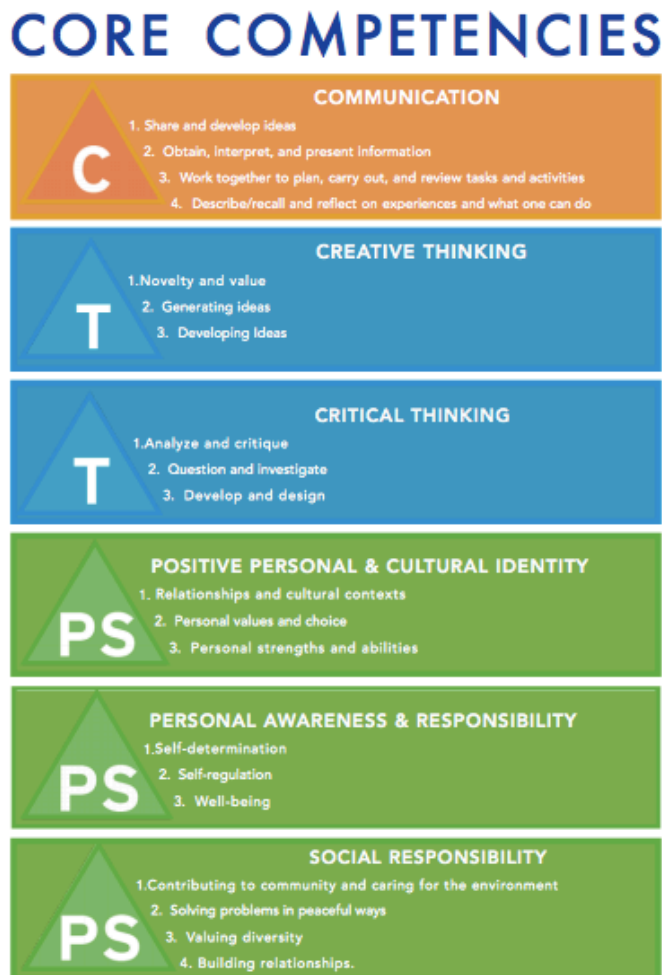 CORE COMPETENCIES
COMMUNICATION
1. Share and develop ideas
2. Obtain, interpret, and present information
C
3. Work together to plan, carry out, and review tasks and activities
4. Describe/recall and reflect on experiences and what one can do
CREATIVE THINKING
1.Novelty and value
2. Generating ideas
T
3. Developing Ideas
CRITICAL THINKING
1.Analyze and critique
2. Question and investigate
T
3. Develop and design
POSITIVE PERSONAL & CULTURAL IDENTITY
1. Relationships and cultural contexts
2. Personal values and choice
PS
3. Personal strengths and abilities
PERSONAL AWARENESS & RESPONSIBILITY
1.Self-determination
2. Self-regulation
PS
3. Well-being
SOCIAL RESPONSIBILITY
1.Contributing to community and caring for the environment
2. Solving problems in peaceful ways
PS
3. Valuing diversity
4. Building relationships.